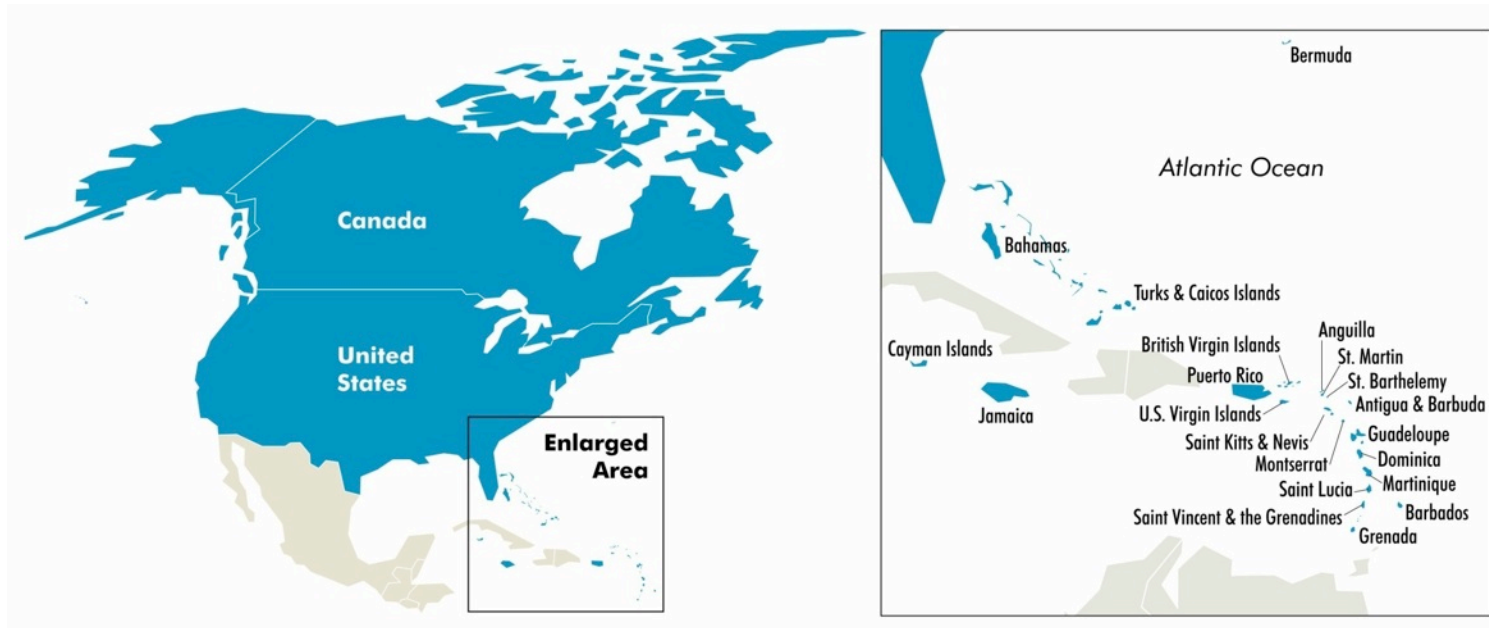 Canada
United
States
Enlarged
Area
Bermuda
Atlantic Ocean
Bahamas
Turks & Caicos Islands
Anguilla
British Virgin Islands
Cayman Islands
St. Martin
Puerto Rico
St. Barthelemy
Antigua & Barbuda
Jamaica
U.S. Virgin Islands
Guadeloupe
Saint Kitts & Nevis
Dominica
Montserrat
Martinique
Saint Lucia
Barbados
Saint Vincent & the Grenadines
Grenada